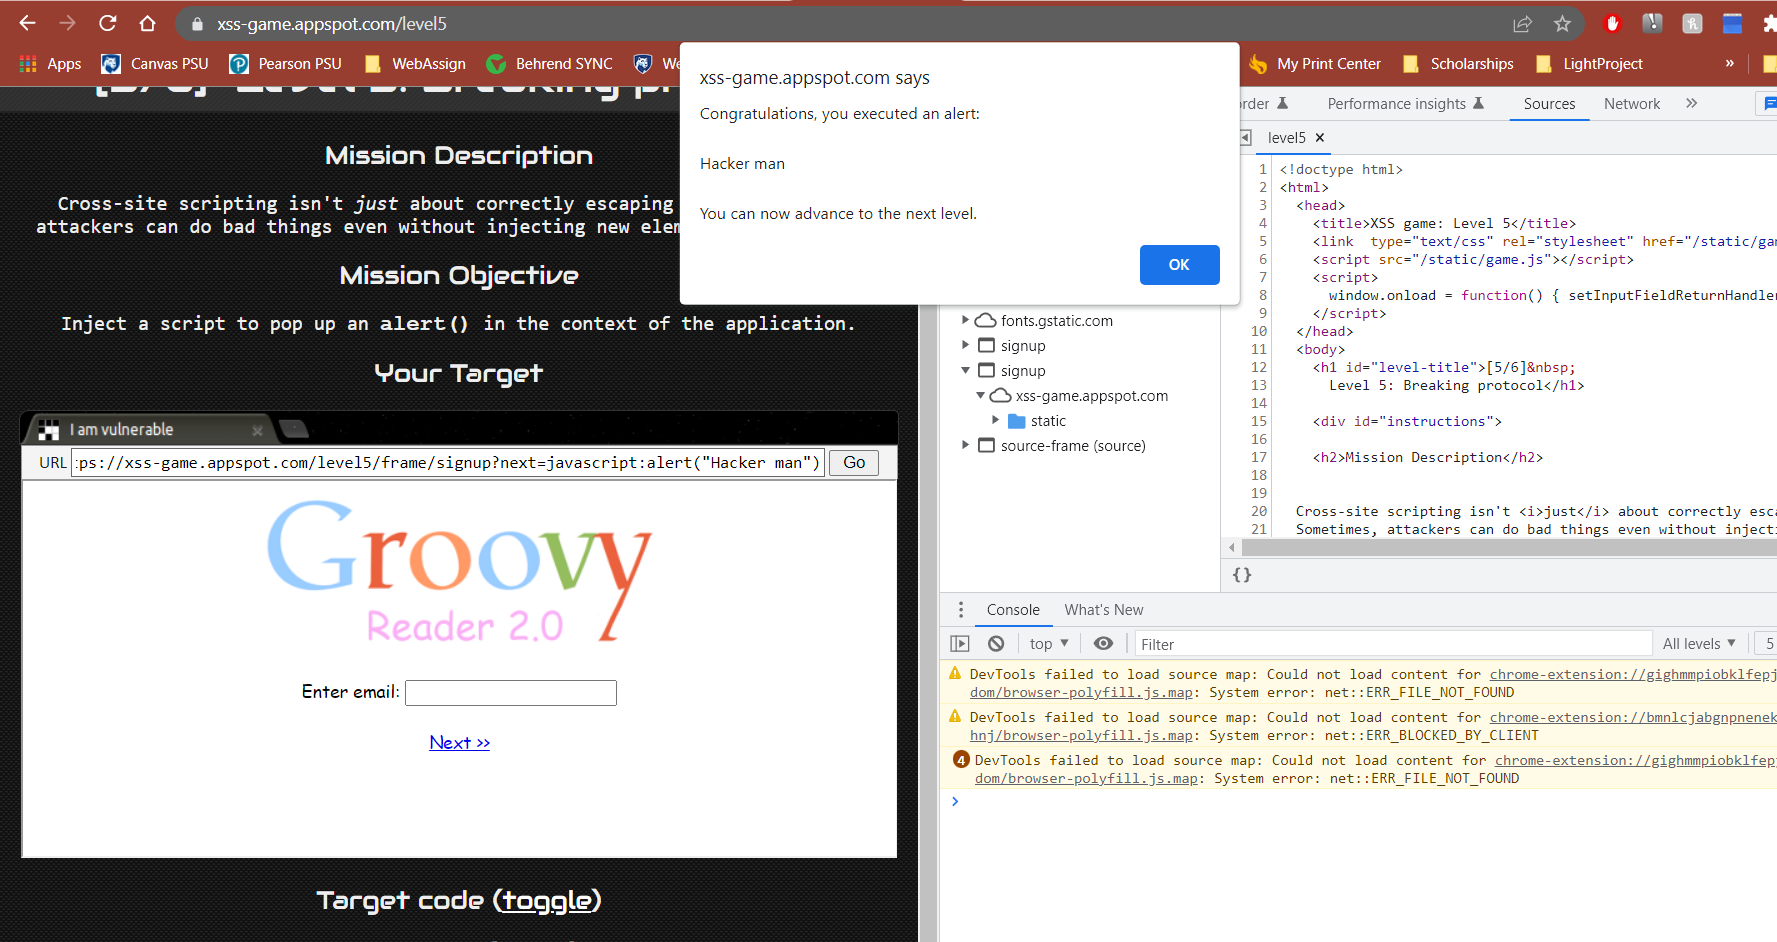 xss-game.appspot.com/level5
Apps
Canvas PSU
Pearson PSU
WebAssign
Behrend SYNC
We
My Print Center
Scholarships
LightProject
»
xss-game.appspot.com says
Congratulations, you executed an alert:
Hacker man
You can now advance to the next level.
OK
Mission Description
Cross-site scripting isn't just about correctly escaping
attackers can do bad things even without injecting new elem
Mission Objective
Inject a script to pop up an alert() in the context of the application.
Your Target
I am vulnerable
URL :ps://xss-game.appspot.com/level5/frame/signup?next=javascript:alert("Hacker man") Go
Groovy
Reader 2.0
Enter email:
Next >>
Target code (toggle)
order
Performance insights
Sources
Network
»
level5
fonts.gstatic.com
signup
signup
xss-game.appspot.com
static
source-frame (source)
1 <!doctype html>
2 <html>
3 <head>
4 <title>XSS game: Level 5</title>
5 <link type="text/css" rel="stylesheet" href="/static/gam
6 <script src="/static/game.js"></script>
7 <script>
8 window.onload = function() { setInputFieldReturnHandler
9 </script>
10 </head>
11 <body>
12 <h1 id="level-title">[5/6]&nbsp;
13 Level 5: Breaking protocol</h1>
14
15 <div id="instructions">
16
17 <h2>Mission Description</h2>
18
19
20 Cross-site scripting isn't <i>just</i> about correctly esca
21 Sometimes, attackers can do bad things even without injecti
{}
Console
What's New
top
Filter
All levels
5
DevTools failed to load source map: Could not load content for chrome-extension://gighmmpiobklfepj
dom/browser-polyfill.js.map: System error: net::ERR_FILE_NOT_FOUND
DevTools failed to load source map: Could not load content for chrome-extension://bmnlcjabgnpnenek
hnj/browser-polyfill.js.map: System error: net::ERR_BLOCKED_BY_CLIENT
4 DevTools failed to load source map: Could not load content for chrome-extension://gighmmpiobklfepj
dom/browser-polyfill.js.map: System error: net::ERR_FILE_NOT_FOUND